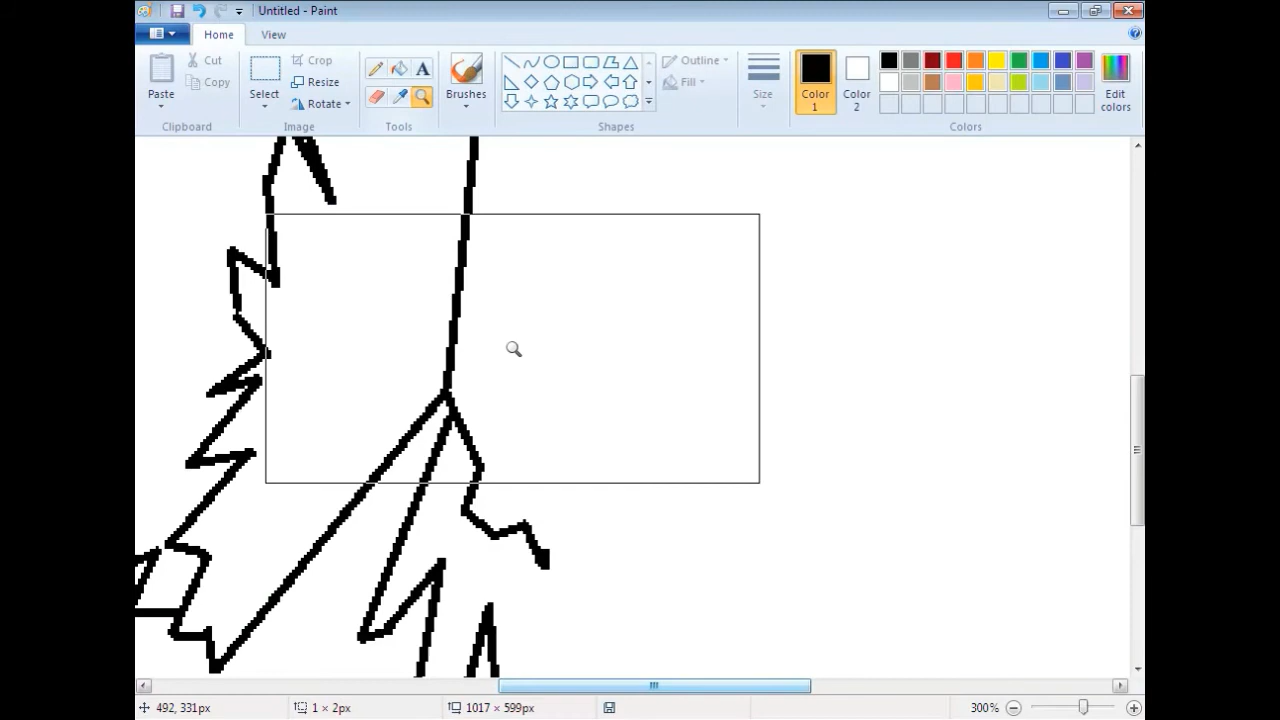 Untitled - Paint
Home View
Cut
Copy
Paste
Clipboard
Select
Crop
Resize
Rotate
Image
A
Tools
Brushes
Outline
Fill
Shapes
Size
Color 1
Color 2
Edit colors
Colors
492, 331px
1 × 2px
1017 × 599px
300%